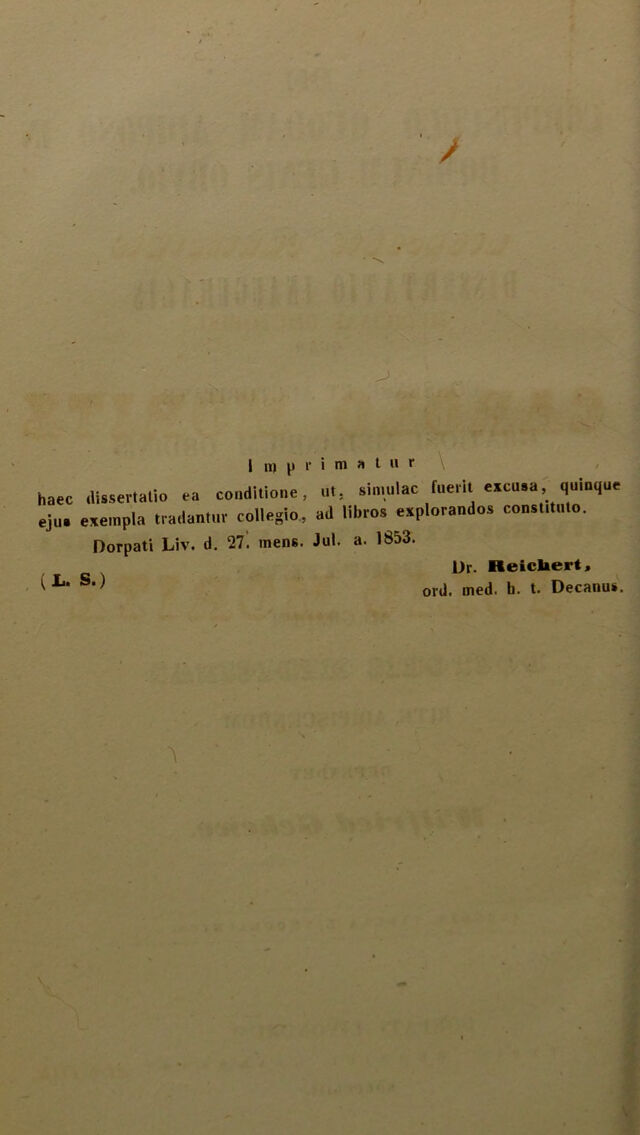 Imprimatur
haec dissertatio ea conditione, ut, simulac fuerit excusa, quinque
ejus exempla tradantur collegio, ad libros explorandos constituto.
Dorpati Liv. d. 27. mens. Jul. a. 1853.
Dr. Reichert,
(L. S.)
ord. med. h. t. Decanus.